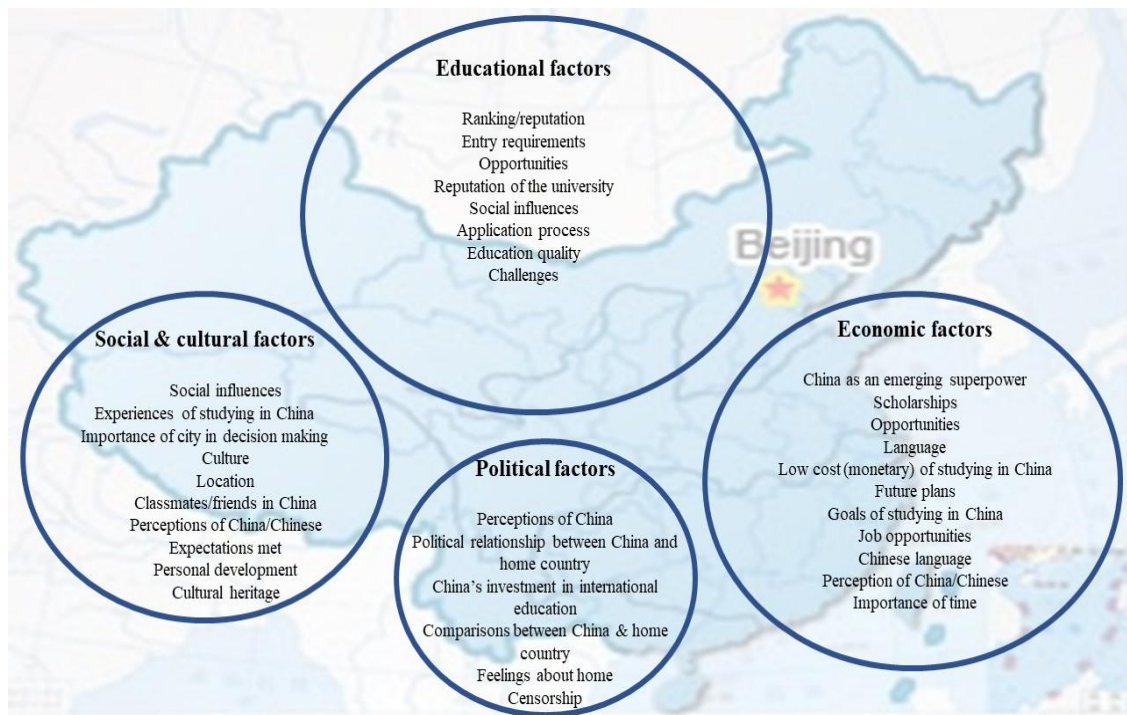 Educational factors
Ranking/reputation
Entry requirements
Opportunities
Reputation of the university
Social influences
Application process
Education quality
Challenges
Beijing
Social & cultural factors
Social influences
Experiences of studying in China
Importance of city in decision making
Culture
Location
Classmates/friends in China
Perceptions of China/Chinese
Expectations met
Personal development
Cultural heritage
Political factors
Perceptions of China
Political relationship between China and
home country
China’s investment in international
education
Comparisons between China & home
country
Feelings about home
Censorship
Economic factors
China as an emerging superpower
Scholarships
Opportunities
Language
Low cost (monetary) of studying in China
Future plans
Goals of studying in China
Job opportunities
Chinese language
Perception of China/Chinese
Importance of time